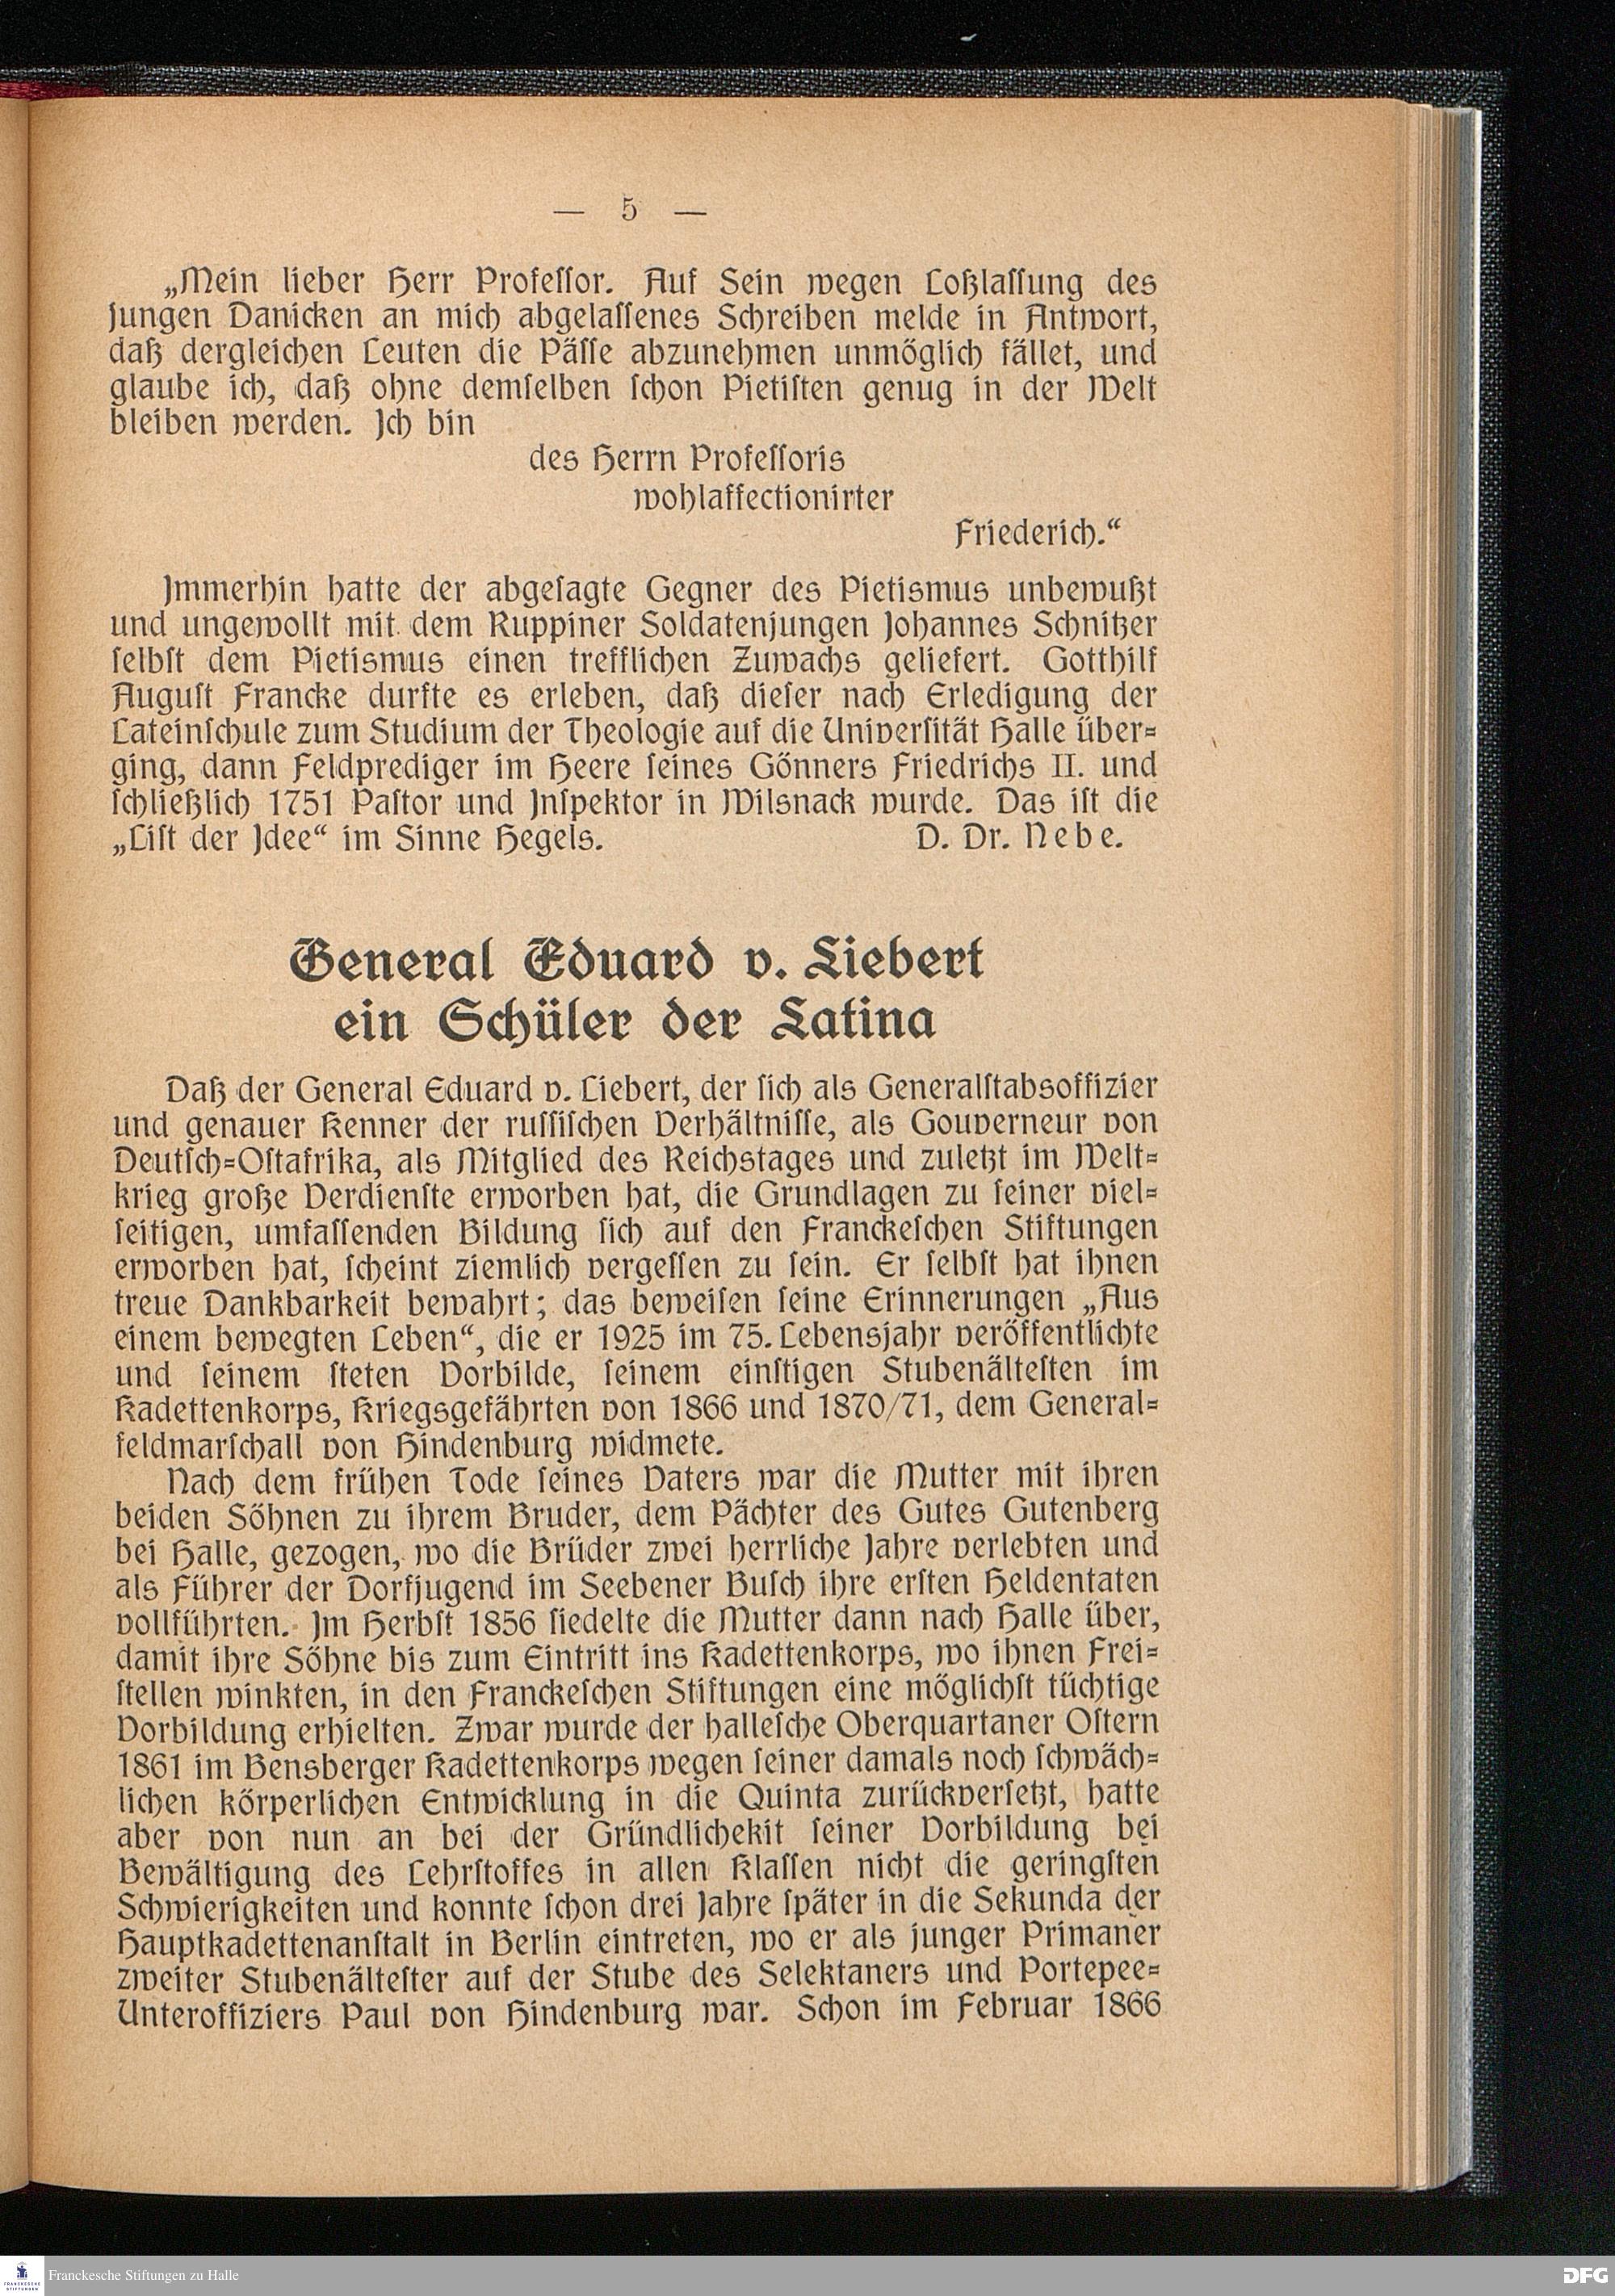 — 5 —
„Mein lieber Herr Professor. Auf Sein wegen Loßlassung des
jungen Danicken an mich abgelassenes Schreiben melde in Antwort,
daß dergleichen Leuten die Pässe abzunehmen unmöglich fället, und
glaube ich, daß ohne demselben schon Pietisten genug in der Welt
bleiben werden. Ich bin
des Herrn Professoris
wohlaffectionirter
Friederich.“
Immerhin hatte der abgesagte Gegner des Pietismus unbewußt
und ungewollt mit dem Ruppiner Soldatenjungen Johannes Schnitzer
selbst dem Pietismus einen trefflichen Zuwachs geliefert. Gotthilf
August Francke durfte es erleben, daß dieser nach Erledigung der
Lateinschule zum Studium der Theologie auf die Universität Halle über-
ging, dann Feldprediger im Heere seines Gönners Friedrichs II. und
schließlich 1751 Pastor und Inspektor in Wilsnack wurde. Das ist die
„List der Idee“ im Sinne Hegels. D. Dr. Nebe.
General Eduard v. Liebert
ein Schüler der Latina
Daß der General Eduard v. Liebert, der sich als Generalstabsoffizier
und genauer Kenner der russischen Verhältnisse, als Gouverneur von
Deutsch-Ostafrika, als Mitglied des Reichstages und zuletzt im Welt-
krieg große Verdienste erworben hat, die Grundlagen zu seiner viel-
seitigen, umfassenden Bildung sich auf den Franckeschen Stiftungen
erworben hat, scheint ziemlich vergessen zu sein. Er selbst hat ihnen
treue Dankbarkeit bewahrt; das beweisen seine Erinnerungen „Aus
einem bewegten Leben“, die er 1925 im 75. Lebensjahr veröffentlichte
und seinem steten Vorbilde, seinem einstigen Stubenältesten im
Kadettenkorps, Kriegsgefährten von 1866 und 1870/71, dem General-
feldmarschall von Hindenburg widmete.
Nach dem frühen Tode seines Vaters war die Mutter mit ihren
beiden Söhnen zu ihrem Bruder, dem Pächter des Gutes Gutenberg
bei Halle, gezogen, wo die Brüder zwei herrliche Jahre verlebten und
als Führer der Dorfjugend im Seebener Busch ihre ersten Heldentaten
vollführten. Im Herbst 1856 siedelte die Mutter dann nach Halle über,
damit ihre Söhne bis zum Eintritt ins Kadettenkorps, wo ihnen Frei-
stellen winkten, in den Franckeschen Stiftungen eine möglichst tüchtige
Vorbildung erhielten. Zwar wurde der hallesche Oberquartaner Ostern
1861 im Bensberger Kadettenkorps wegen seiner damals noch schwäch-
lichen körperlichen Entwicklung in die Quinta zurückversetzt, hatte
aber von nun an bei der Gründlichekit seiner Vorbildung bei
Bewältigung des Lehrstoffes in allen Klassen nicht die geringsten
Schwierigkeiten und konnte schon drei Jahre später in die Sekunda der
Hauptkadettenanstalt in Berlin eintreten, wo er als junger Primaner
zweiter Stubenältester auf der Stube des Selektaners und Portepee-
Unteroffiziers Paul von Hindenburg war. Schon im Februar 1866
FRANCKESCHE
STIFTUNGEN
Franckesche Stiftungen zu Halle
DFG